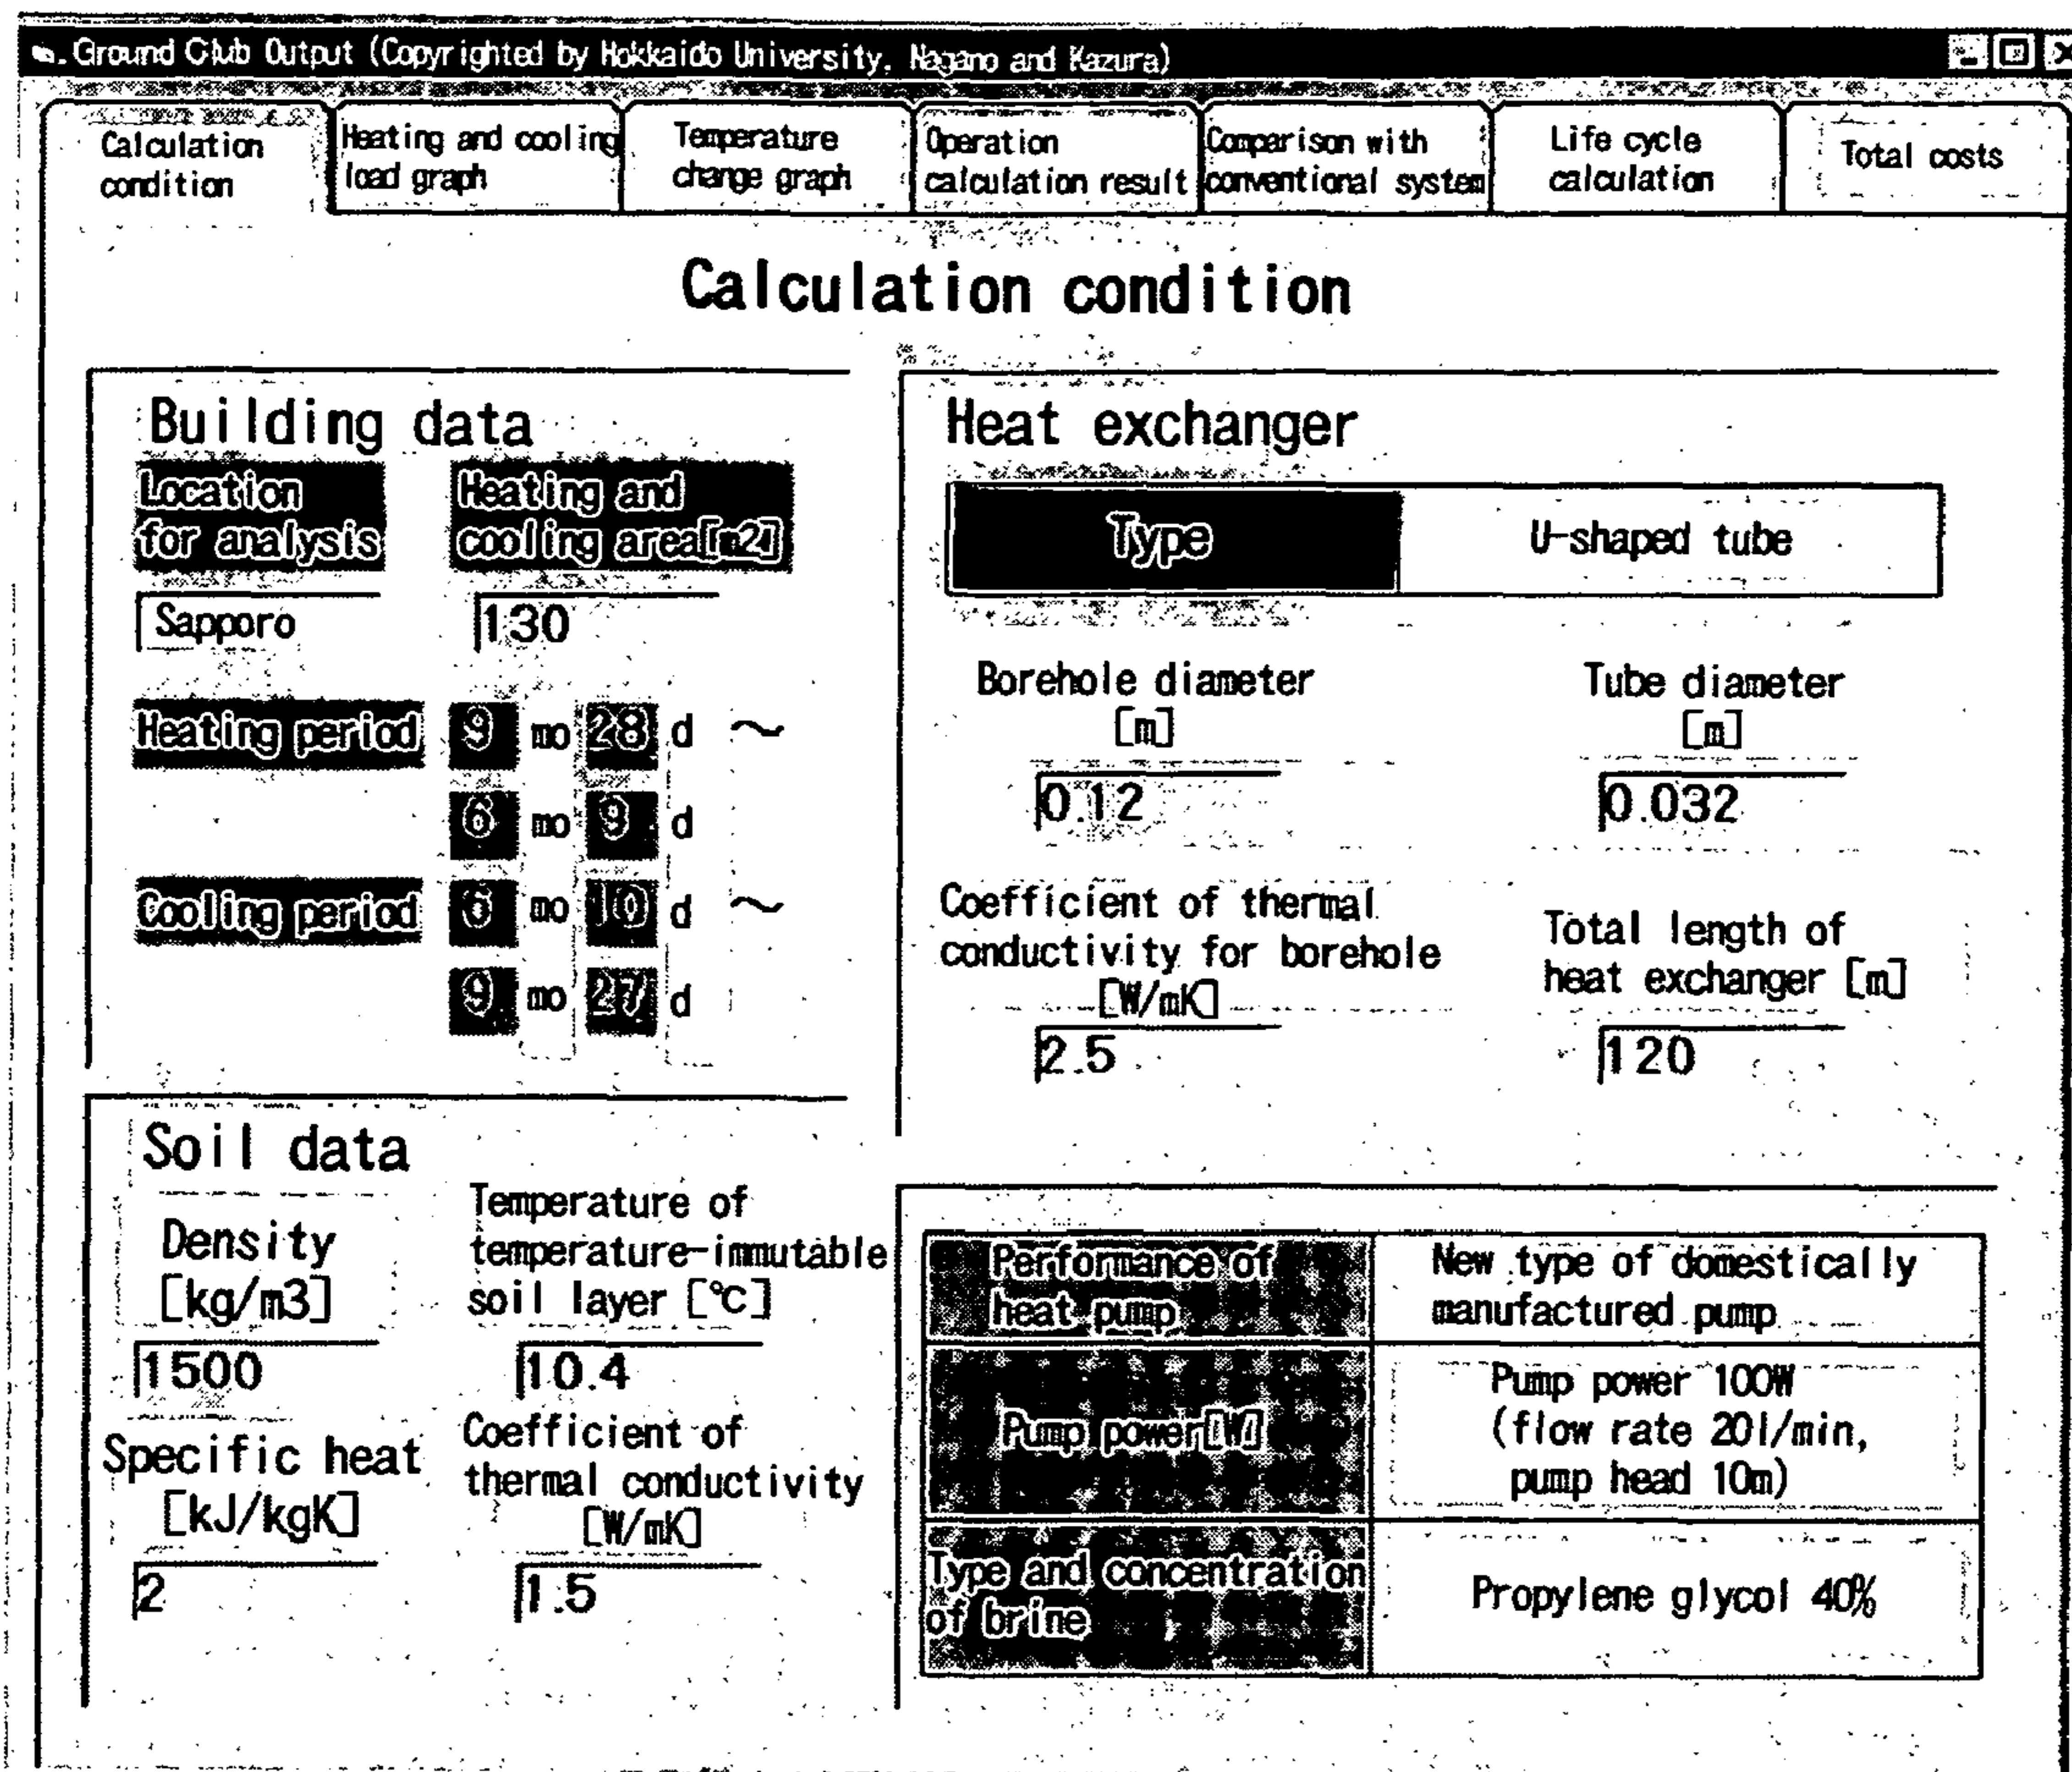 Ground Club Output (Copyrighted by Hokkaido University, Nagano and Kazura)
Calculation
condition
Heating and cooling
load graph
Temperature
change graph
Operation
calculation result
Comparison with
conventional system
Life cycle
calculation
Total costs
Calculation condition
Building data
Location
for analysis
Heating and
cooling area[m2]
Sapporo
130
Heating period 9 mo 28 d ~
6 mo 9 d
Cooling period 6 mo 10 d ~
9 mo 27 d
Heat exchanger
Type U-shaped tube
Borehole diameter
[m]
0.12
Tube diameter
[m]
0.032
Coefficient of thermal
conductivity for borehole
[W/mK]
2.5
Total length of
heat exchanger [m]
120
Soil data
Density
[kg/m3]
1500
Temperature of
temperature-immutable
soil layer [℃]
10.4
Specific heat
[kJ/kgK]
2
Coefficient of
thermal conductivity
[W/mK]
1.5
Performance of
heat pump
New type of domestically
manufactured pump
Pump power[W]
Pump power 100W
(flow rate 20l/min,
pump head 10m)
Type and concentration
of brine
Propylene glycol 40%